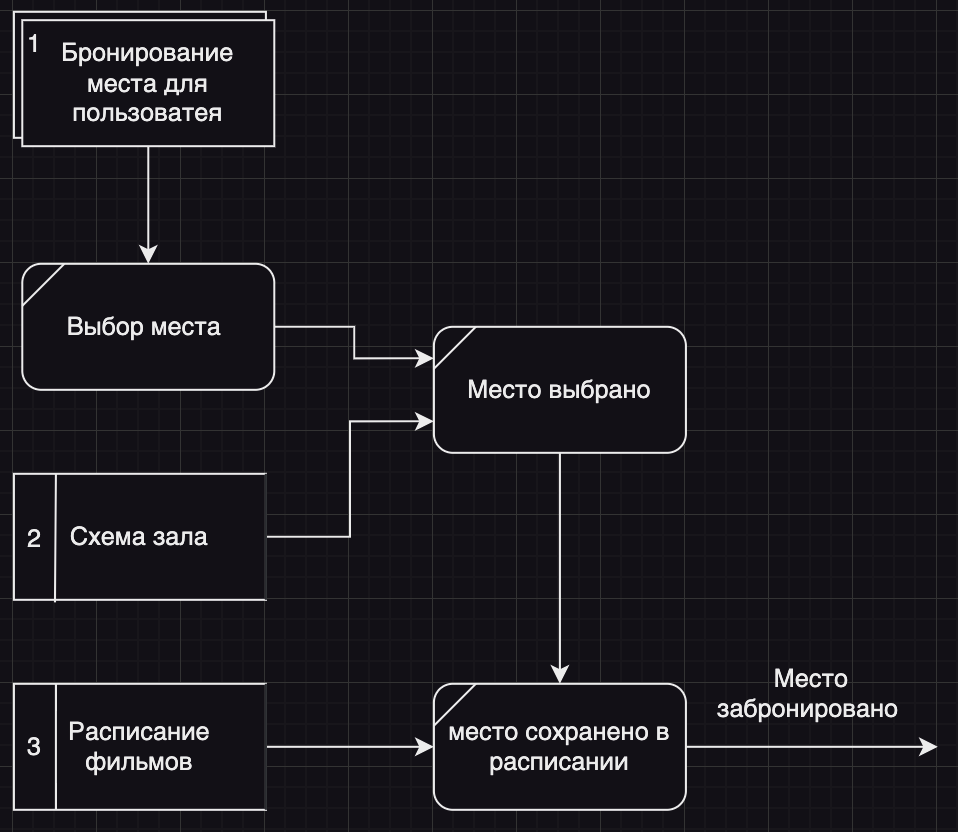 1
Бронирование
места для
пользоватея
Выбор места
Место выбрано
2
Схема зала
3
Расписание
фильмов
место сохранено в
расписании
Место
забронировано